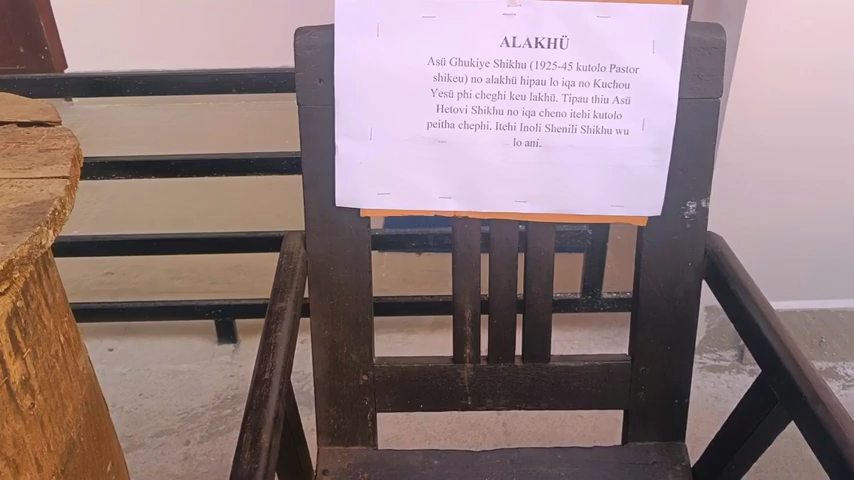 ALAKHÜ
Asü Ghukiye Shikhu (1925-45 kutolo Pastor
shikeu) no alakhü hipau lo iqa no Kuchou
Yesü phi cheghi keu lakhü. Tipau thiu Asü
Hetovi Shikhu no iqa cheno itehi kutolo
peitha chephi. Itehi Inoli Shenili Shikhu wu
lo ani.